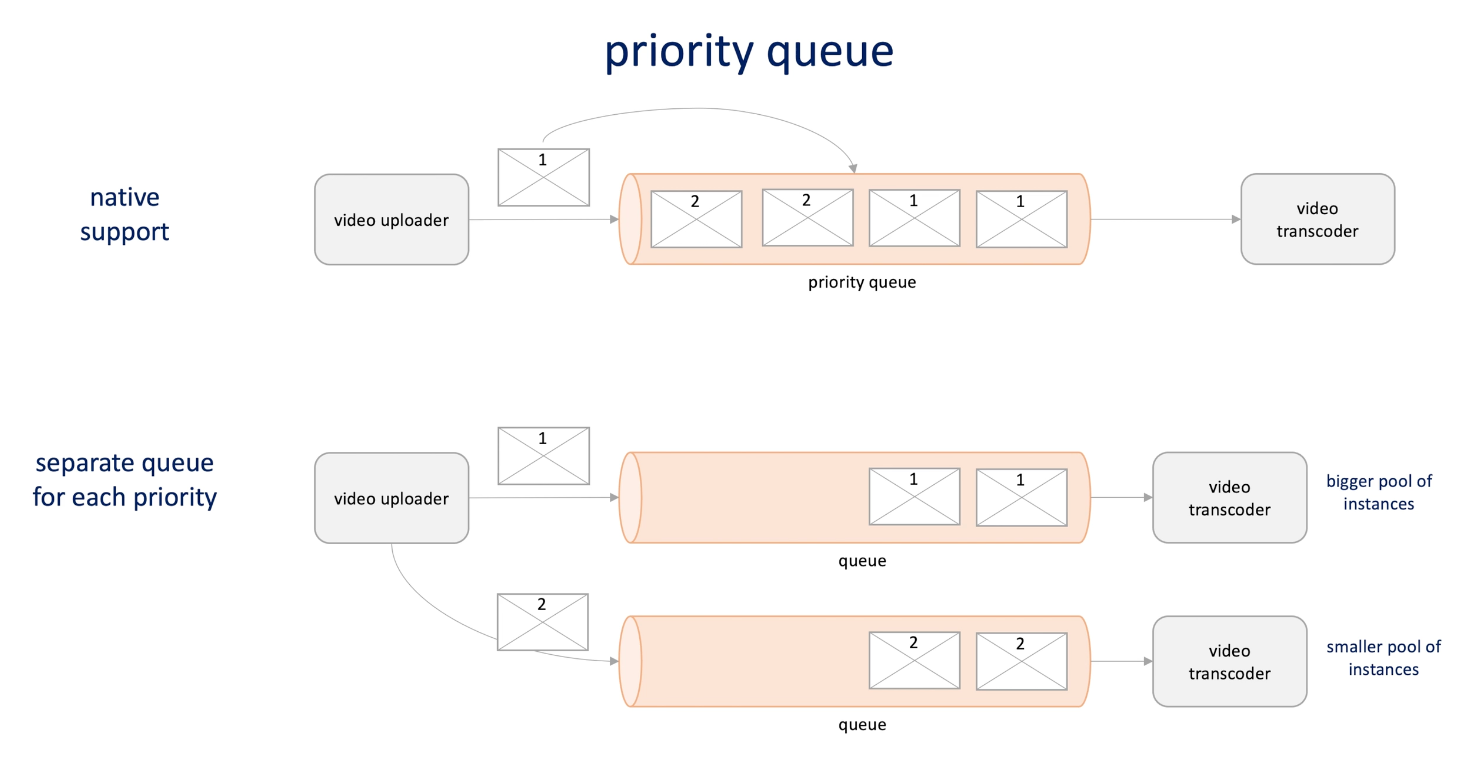 priority queue
native
support
video uploader
1
2
2
1
1
priority queue
video
transcoder
separate queue
for each priority
video uploader
1
1
1
queue
video
transcoder
bigger pool of
instances
2
2
2
queue
video
transcoder
smaller pool of
instances